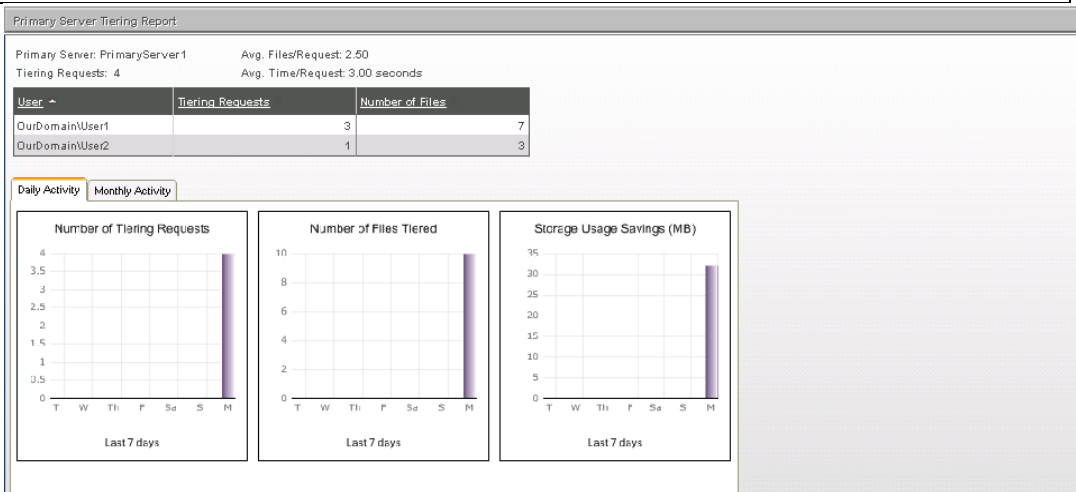 Primary Server Tiering Report
Primary Server: PrimaryServer1 Avg. Files/Request: 2.50
Tiering Requests: 4 Avg. Time/Request: 3.00 seconds
User Tiering Requests Number of Files
OurDomain\User1 3 7
OurDomain\User2 1 3
Daily Activity Monthly Activity
Number of Tiering Requests
4
3.5
3
2.5
2
1.5
1
0.5
0
T W Th F Sa S M
Last 7 days
Number of Files Tiered
10
8
6
4
2
0
T W Th F Sa S M
Last 7 days
Storage Usage Savings (MB)
35
30
25
20
15
10
5
0
T W Th F Sa S M
Last 7 days